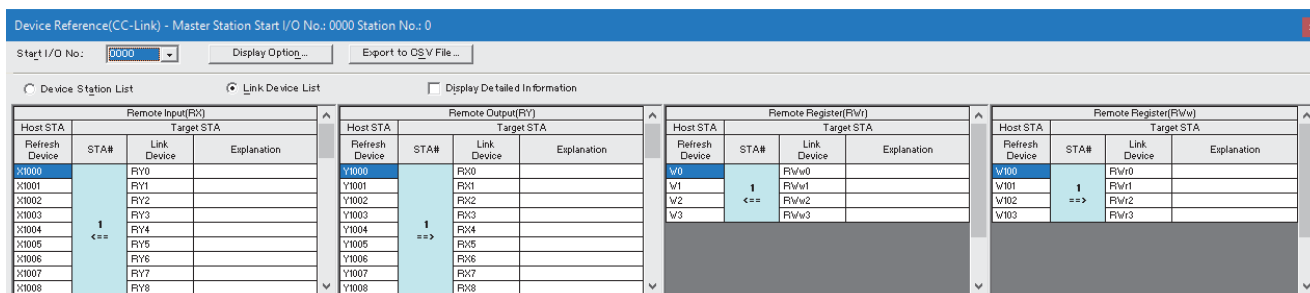 Device Reference(CC-Link) - Master Station Start I/O No.: 0000 Station No.: 0
Start I/O No.: 0000 Display Option... Export to CSV File...
Device Station List Link Device List Display Detailed Information
Remote Input(RX) Remote Output(RY) Remote Register(RWr) Remote Register(RWw)
Host STA Target STA Host STA Target STA Host STA Target STA Host STA Target STA
Refresh Device STA# Link Device Explanation Refresh Device STA# Link Device Explanation Refresh Device STA# Link Device Explanation Refresh Device STA# Link Device Explanation
X1000 RY0 Y1000 RX0 W0 RWw0 W100 RWr0
X1001 RY1 Y1001 RX1 W1 1 RWw1 W101 1 RWr1
X1002 RY2 Y1002 RX2 W2 <== RWw2 W102 ==> RWr2
X1003 RY3 Y1003 RX3 W3 RWw3 W103 RWr3
X1004 1 RY4 Y1004 1 RX4
X1005 <== RY5 Y1005 ==> RX5
X1006 RY6 Y1006 RX6
X1007 RY7 Y1007 RX7
X1008 RY8 Y1008 RX8